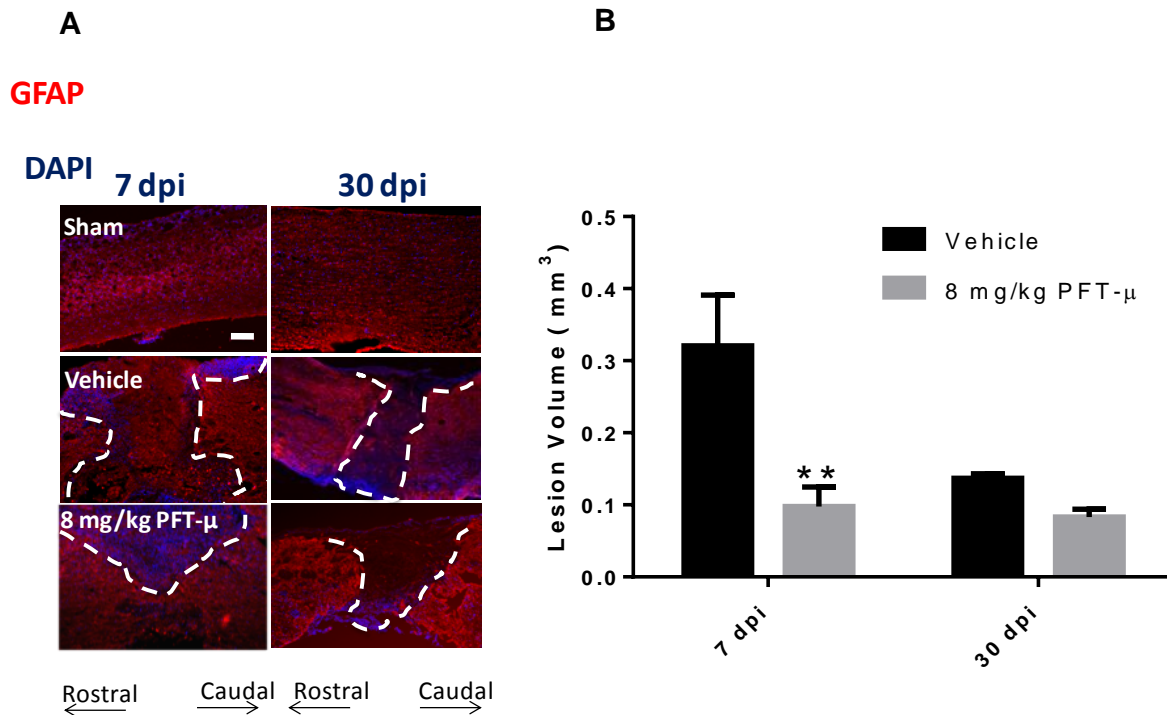 A
B
GFAP
DAPI
7 dpi 30 dpi
Sham
Vehicle
8 mg/kg PFT-µ
Rostral Caudal Rostral Caudal
Lesion Volume ( mm³)
0.5
0.4
0.3
0.2
0.1
0.0
Vehicle
8 mg/kg PFT-µ
**
7 dpi
30 dpi